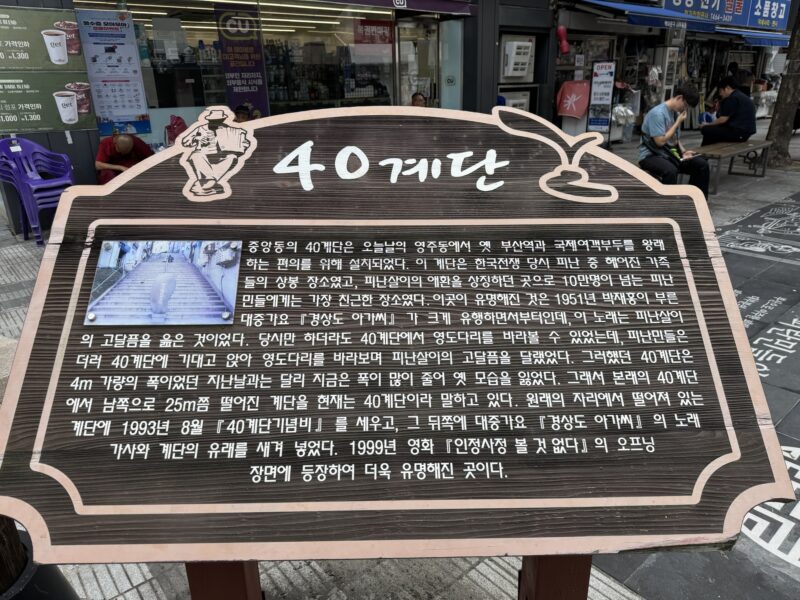 CU
get
1,300
get
OPEN
40계단
중앙동의 40계단은 오늘날의 영주동에서 옛 부산역과 국제여객부두를 왕래
하는 편의를 위해 설치되었다. 이 계단은 한국전쟁 당시 피난 중 헤어진 가족
들의 상봉 장소였고, 피난살이의 애환을 상징하던 곳으로 10만명이 넘는 피난
민들에게는 가장 친근한 장소였다. 이곳이 유명해진 것은 1951년 박재홍이 부른
대중가요 『경상도 아가씨』 가 크게 유행하면서부터인데, 이 노래는 피난살이
의 고달픔을 읊은 것이었다. 당시만 하더라도 40계단에서 영도다리를 바라볼 수 있었는데, 피난민들은
더러 40계단에 기대고 앉아 영도다리를 바라보며 피난살이의 고달픔을 달랬었다. 그러했던 40계단은
4m 가량의 폭이었던 지난날과는 달리 지금은 폭이 많이 줄어 옛 모습을 잃었다. 그래서 본래의 40계단
에서 남쪽으로 25m쯤 떨어진 계단을 현재는 40계단이라 말하고 있다. 원래의 자리에서 떨어져 있는
계단에 1993년 8월 『40계단기념비』 를 세우고, 그 뒤쪽에 대중가요 『경상도 아가씨』 의 노래
가사와 계단의 유래를 새겨 넣었다. 1999년 영화 『인정사정 볼 것 없다』 의 오프닝
장면에 등장하여 더욱 유명해진 곳이다.